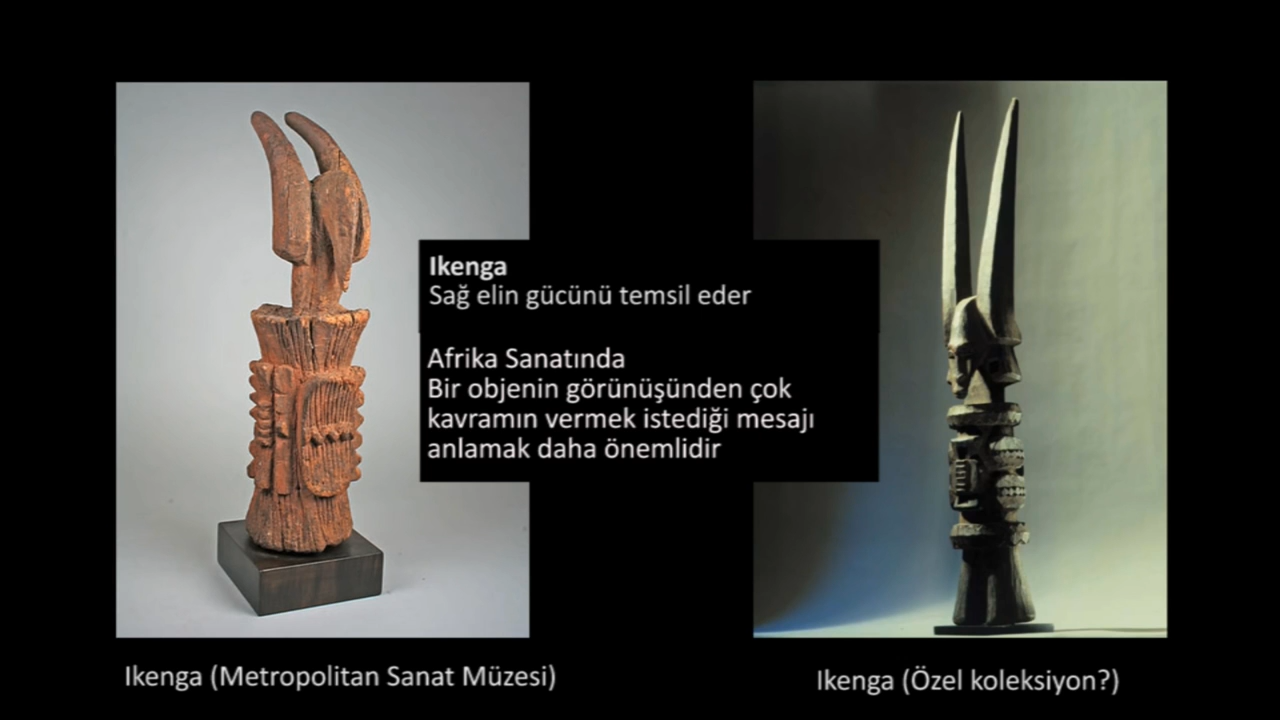 Ikenga
Sağ elin gücünü temsil eder
Afrika Sanatında
Bir objenin görünüşünden çok
kavramın vermek istediği mesajı
anlamak daha önemlidir
Ikenga (Metropolitan Sanat Müzesi)
Ikenga (Özel koleksiyon?)